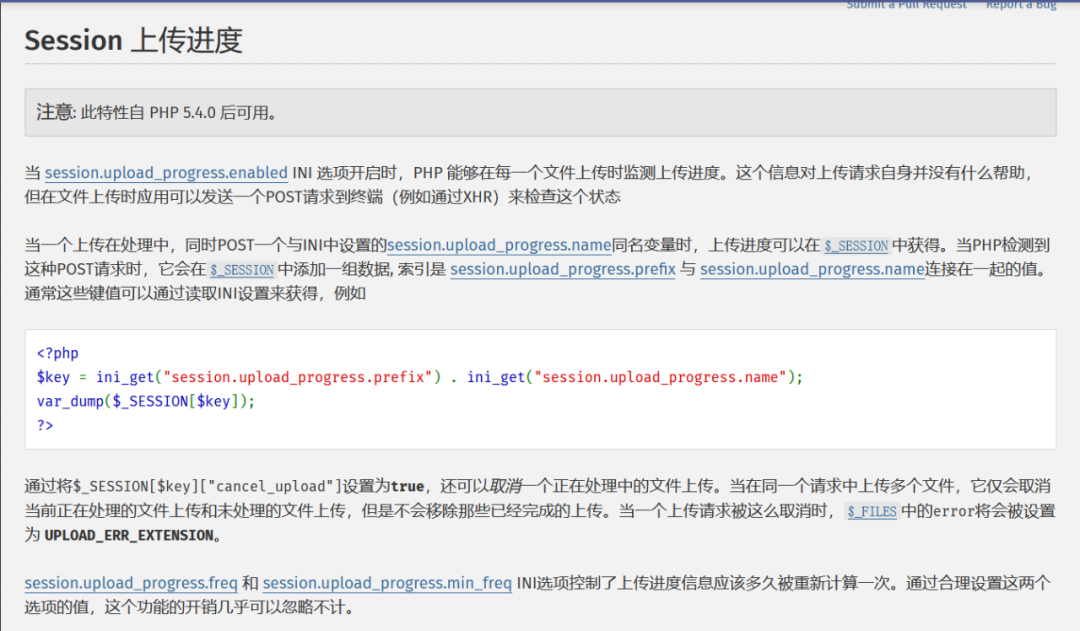 Submit a Pull Request Report a Bug
Session 上传进度
注意: 此特性自 PHP 5.4.0 后可用。
当 session.upload_progress.enabled INI 选项开启时，PHP 能够在每一个文件上传时监测上传进度。这个信息对上传请求自身并没有什么帮助，
但在文件上传时应用可以发送一个POST请求到终端（例如通过XHR）来检查这个状态
当一个上传在处理中，同时POST一个与INI中设置的session.upload_progress.name同名变量时，上传进度可以在 $_SESSION 中获得。当PHP检测到
这种POST请求时，它会在 $_SESSION 中添加一组数据, 索引是 session.upload_progress.prefix 与 session.upload_progress.name连接在一起的值。
通常这些键值可以通过读取INI设置来获得，例如
<?php
$key = ini_get("session.upload_progress.prefix") . ini_get("session.upload_progress.name");
var_dump($_SESSION[$key]);
?>
通过将$_SESSION[$key]["cancel_upload"]设置为true，还可以取消一个正在处理中的文件上传。当在同一个请求中上传多个文件，它仅会取消
当前正在处理的文件上传和未处理的文件上传，但是不会移除那些已经完成的上传。当一个上传请求被这么取消时， $_FILES 中的error将会被设置
为 UPLOAD_ERR_EXTENSION。
session.upload_progress.freq 和 session.upload_progress.min_freq INI选项控制了上传进度信息应该多久被重新计算一次。通过合理设置这两个
选项的值，这个功能的开销几乎可以忽略不计。